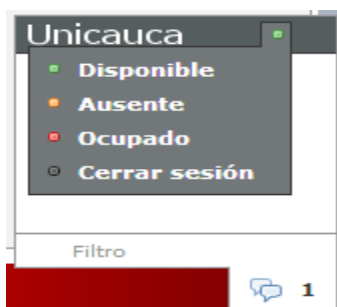 Unicauca
Disponible
Ausente
Ocupado
Cerrar sesión
Filtro
1